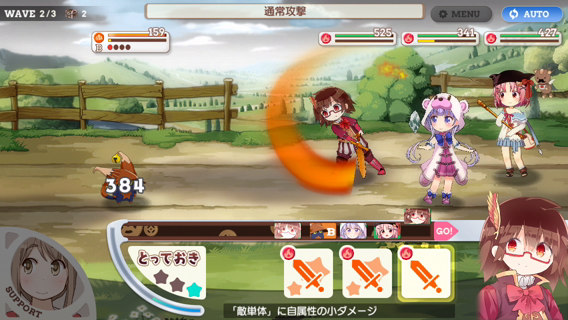 WAVE 2/3 2
通常攻撃
MENU
AUTO
159
B
525
341
427
384
B
GO!
とっておき
SUPPORT
「敵単体」に自属性の小ダメージ